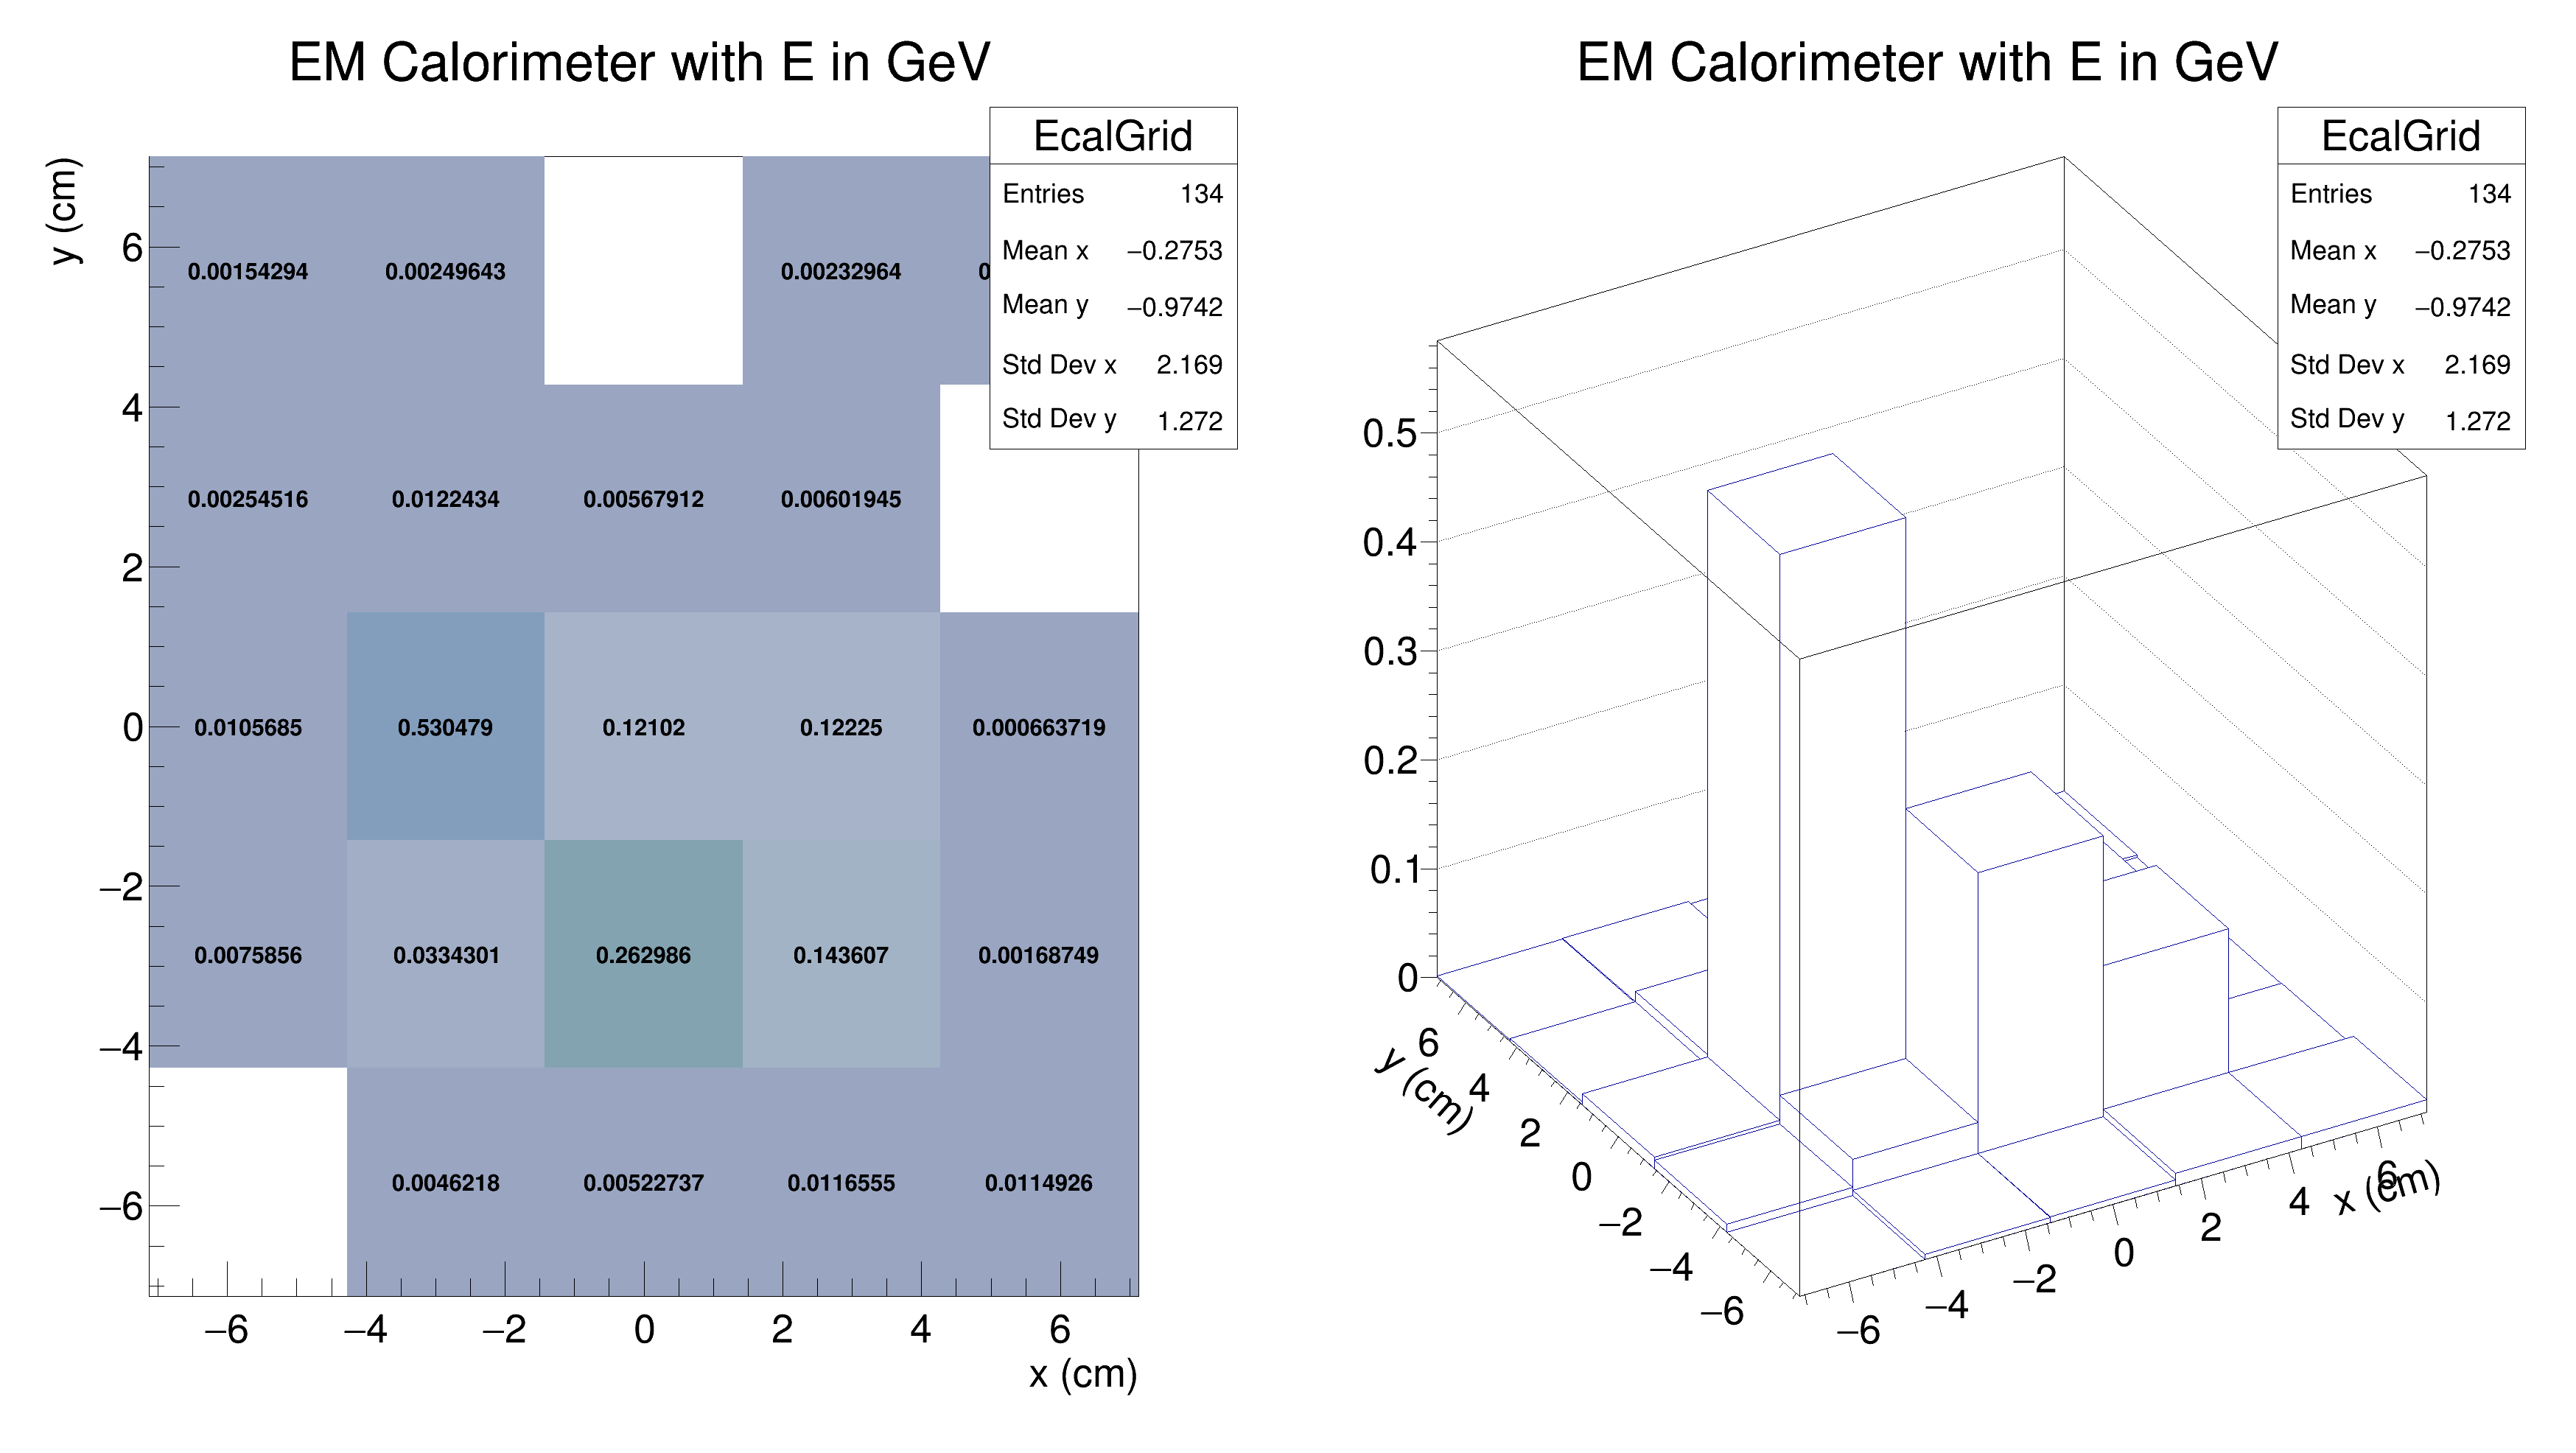 EM Calorimeter with E in GeV
EcalGrid
Entries 134
Mean x −0.2753
Mean y −0.9742
Std Dev x 2.169
Std Dev y 1.272
y (cm)
6
4
2
0
−2
−4
−6
0.00154294 0.00249643 0.00232964
0.00254516 0.0122434 0.00567912 0.00601945
0.0105685 0.530479 0.12102 0.12225 0.000663719
0.0075856 0.0334301 0.262986 0.143607 0.00168749
0.0046218 0.00522737 0.0116555 0.0114926
−6 −4 −2 0 2 4 6
x (cm)
EM Calorimeter with E in GeV
EcalGrid
Entries 134
Mean x −0.2753
Mean y −0.9742
Std Dev x 2.169
Std Dev y 1.272
0.5
0.4
0.3
0.2
0.1
0
6
4
2
0
−2
−4
−6
y (cm)
−6 −4 −2 0 2 4 6
x (cm)